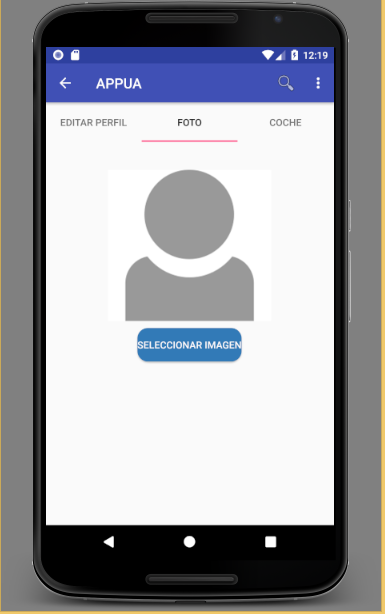 12:19
APPUA
EDITAR PERFIL
FOTO
COCHE
SELECCIONAR IMAGEN